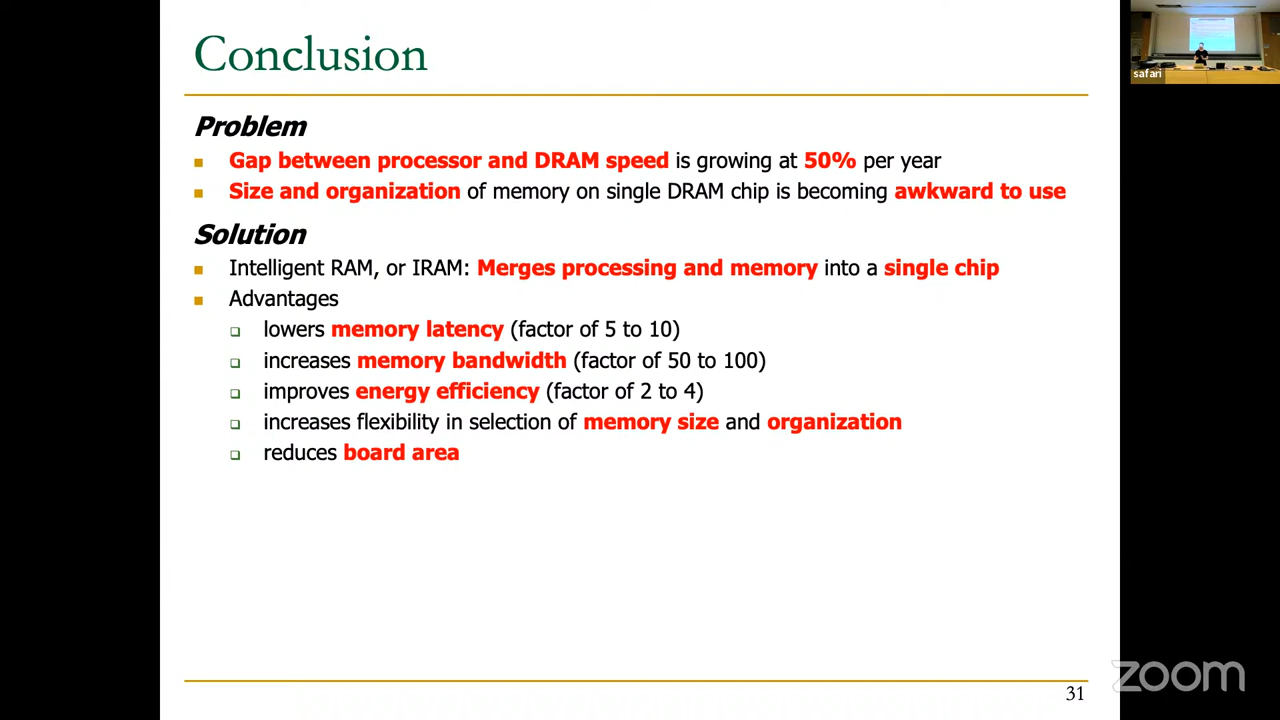 Conclusion
Problem
Gap between processor and DRAM speed is growing at 50% per year
Size and organization of memory on single DRAM chip is becoming awkward to use
Solution
Intelligent RAM, or IRAM: Merges processing and memory into a single chip
Advantages
lowers memory latency (factor of 5 to 10)
increases memory bandwidth (factor of 50 to 100)
improves energy efficiency (factor of 2 to 4)
increases flexibility in selection of memory size and organization
reduces board area
31
safari
zoom